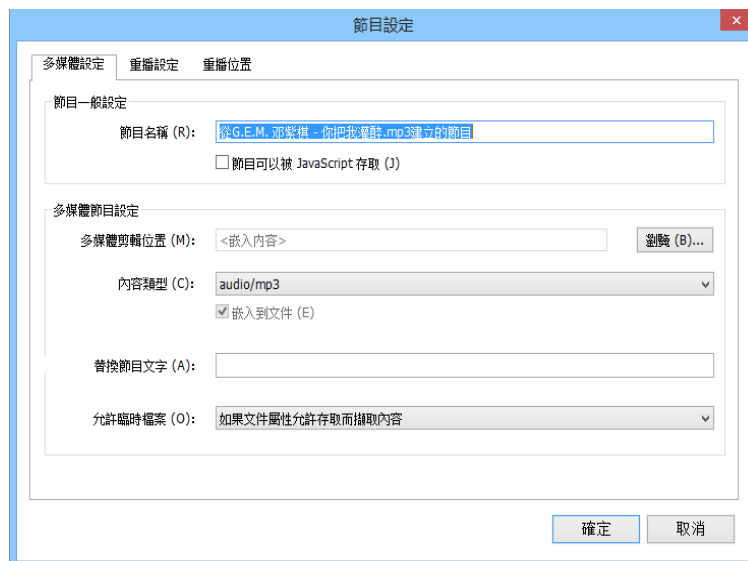 節目設定
多媒體設定 重播設定 重播位置
節目一般設定
節目名稱 (R): 從G.E.M. 邓紫棋 - 你把我灌醉.mp3建立的節目
節目可以被 JavaScript 存取 (J)
多媒體節目設定
多媒體剪輯位置 (M): <嵌入內容> 瀏覽 (B)...
內容類型 (C): audio/mp3
嵌入到文件 (E)
替換節目文字 (A):
允許臨時檔案 (O): 如果文件屬性允許存取而擷取內容
確定 取消